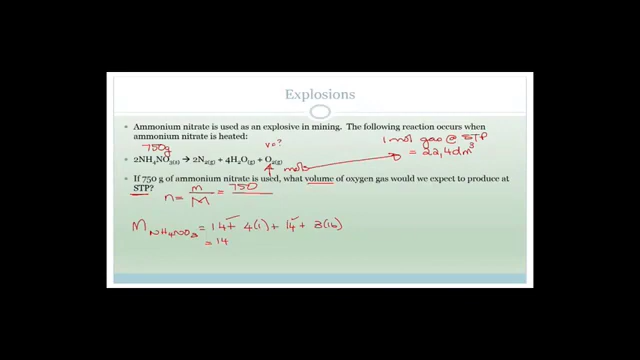 Explosions
• Ammonium nitrate is used as an explosive in mining. The following reaction occurs when
ammonium nitrate is heated.
1 mol gas @ STP
= 22,4 dm³
750g
V=?
• 2NH₄NO₃₍s₎ → 2N₂₍g₎ + 4H₂O₍g₎ + O₂₍g₎
mols
• If 750 g of ammonium nitrate is used, what volume of oxygen gas would we expect to produce at
STP?
n = m/M = 750
M NH₄NO₃ = 14 + 4(1) + 14 + 3(16)
= 14